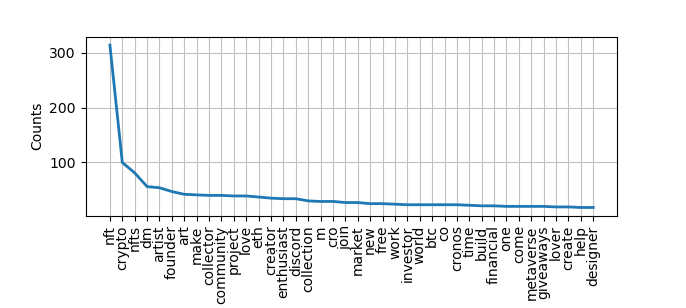 300
200
100
Counts
nft
crypto
nfts
dm
artist
founder
art
make
collector
community
project
love
eth
creator
enthusiast
discord
collection
m
cro
join
market
new
free
work
investor
world
btc
co
cronos
time
build
financial
one
come
metaverse
giveaways
lover
create
help
designer